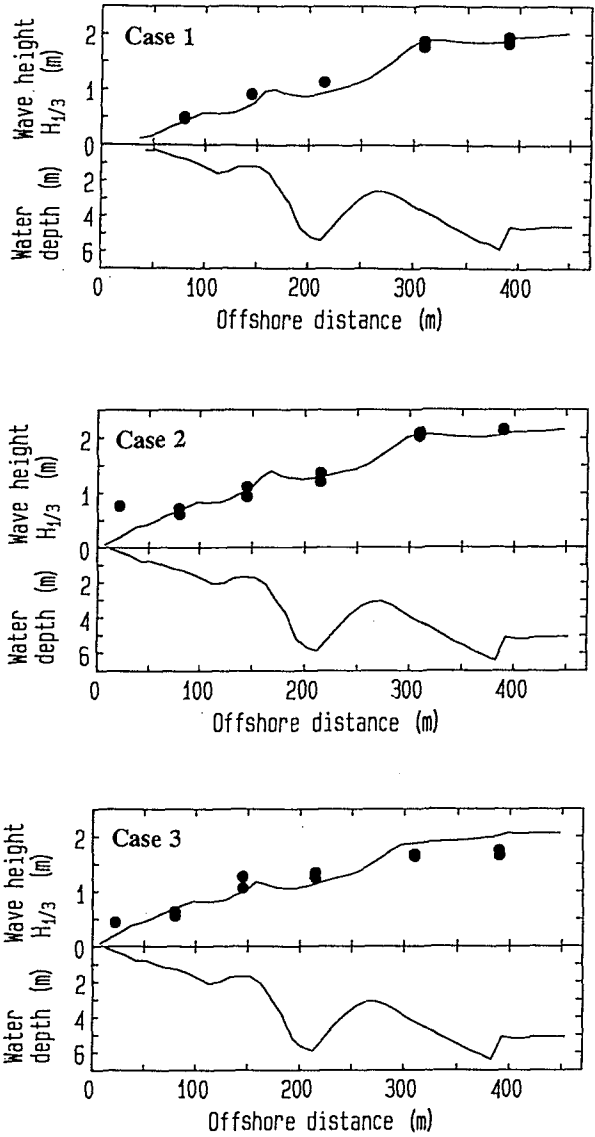 Case 1
Wave height
H1/3 (m)
2
1
0
Water
depth (m)
2
4
6
0 100 200 300 400
Offshore distance (m)
Case 2
Wave height
H1/3 (m)
2
1
0
Water
depth (m)
2
4
6
0 100 200 300 400
Offshore distance (m)
Case 3
Wave height
H1/3 (m)
2
1
0
Water
depth (m)
2
4
6
0 100 200 300 400
Offshore distance (m)